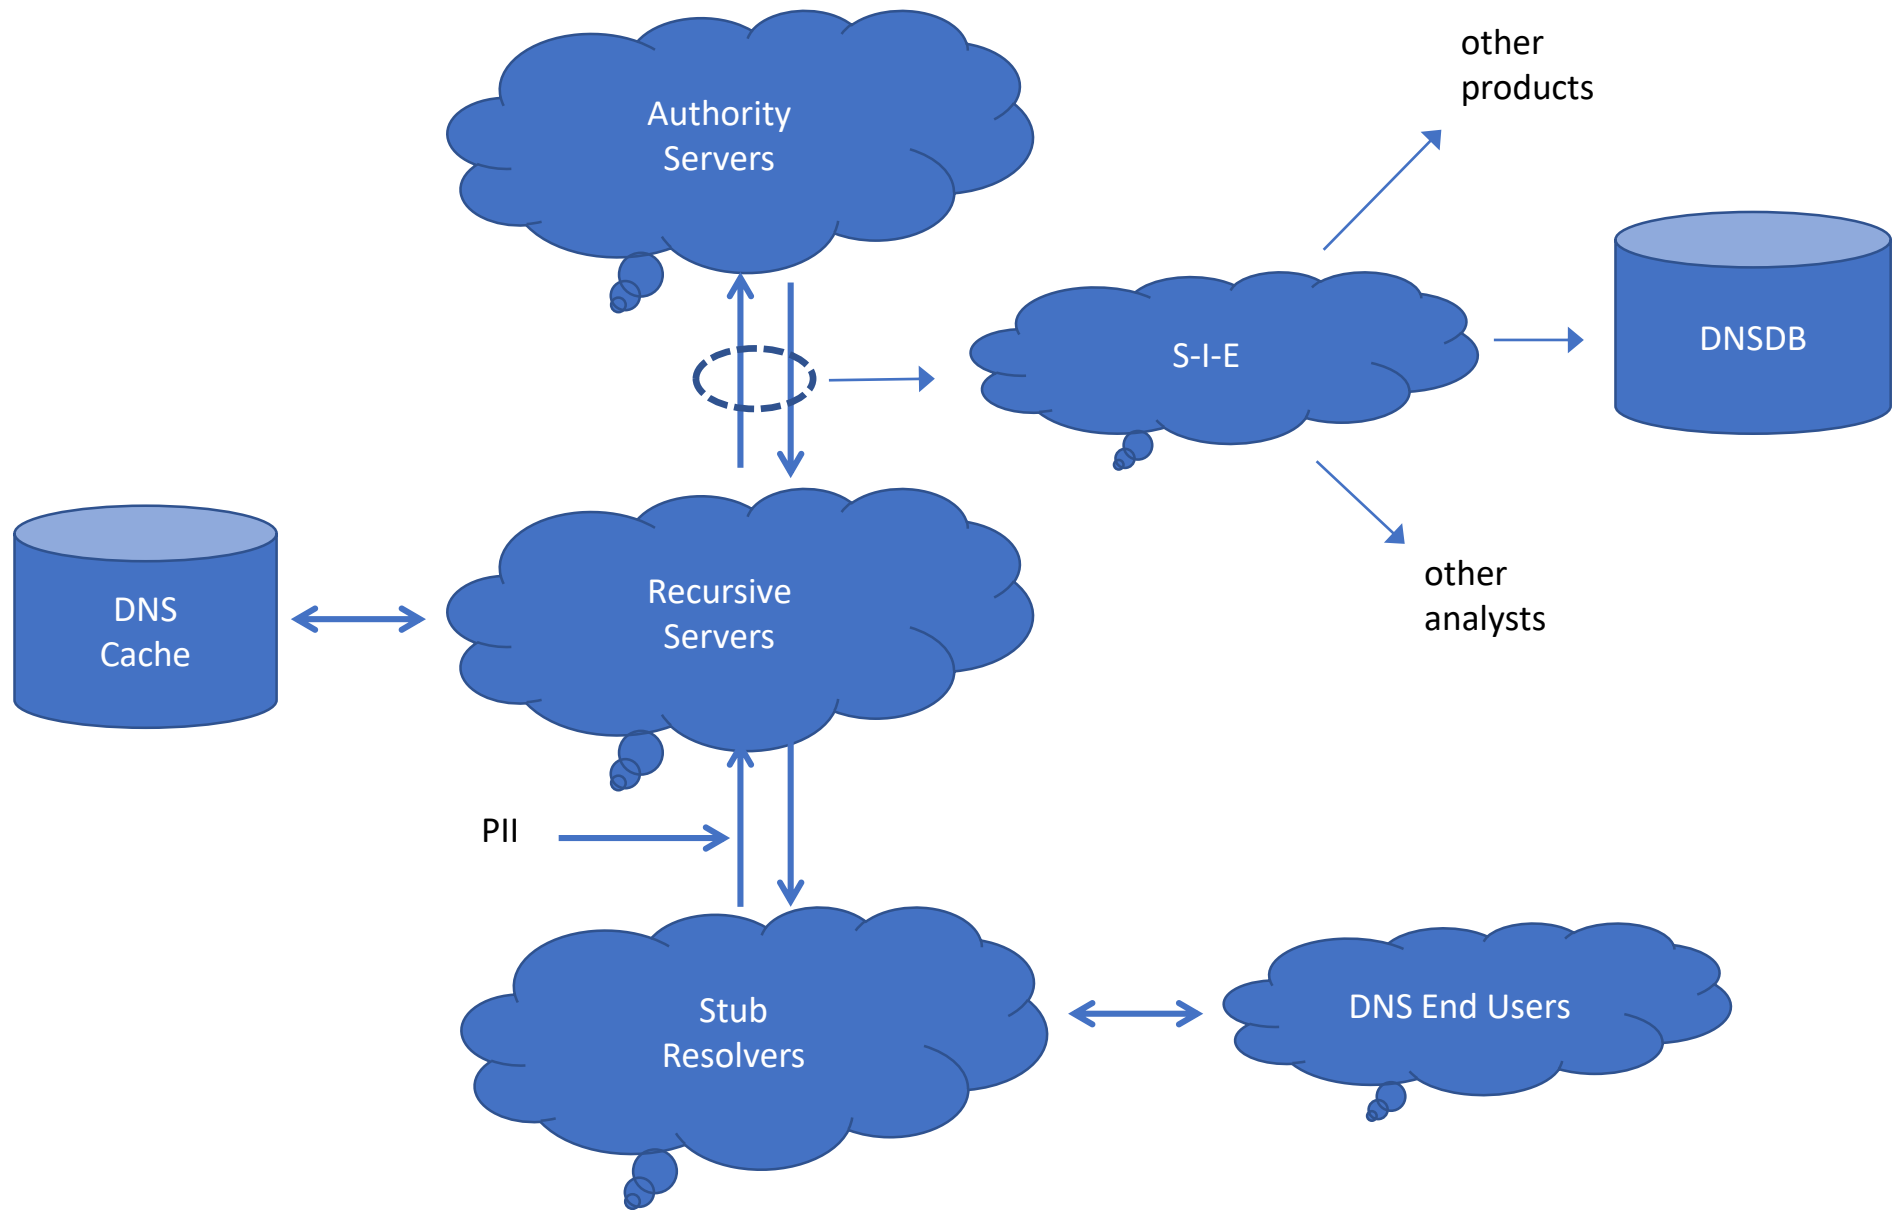 Authority
Servers
other
products
S-I-E
DNSDB
DNS
Cache
Recursive
Servers
other
analysts
PII
Stub
Resolvers
DNS End Users